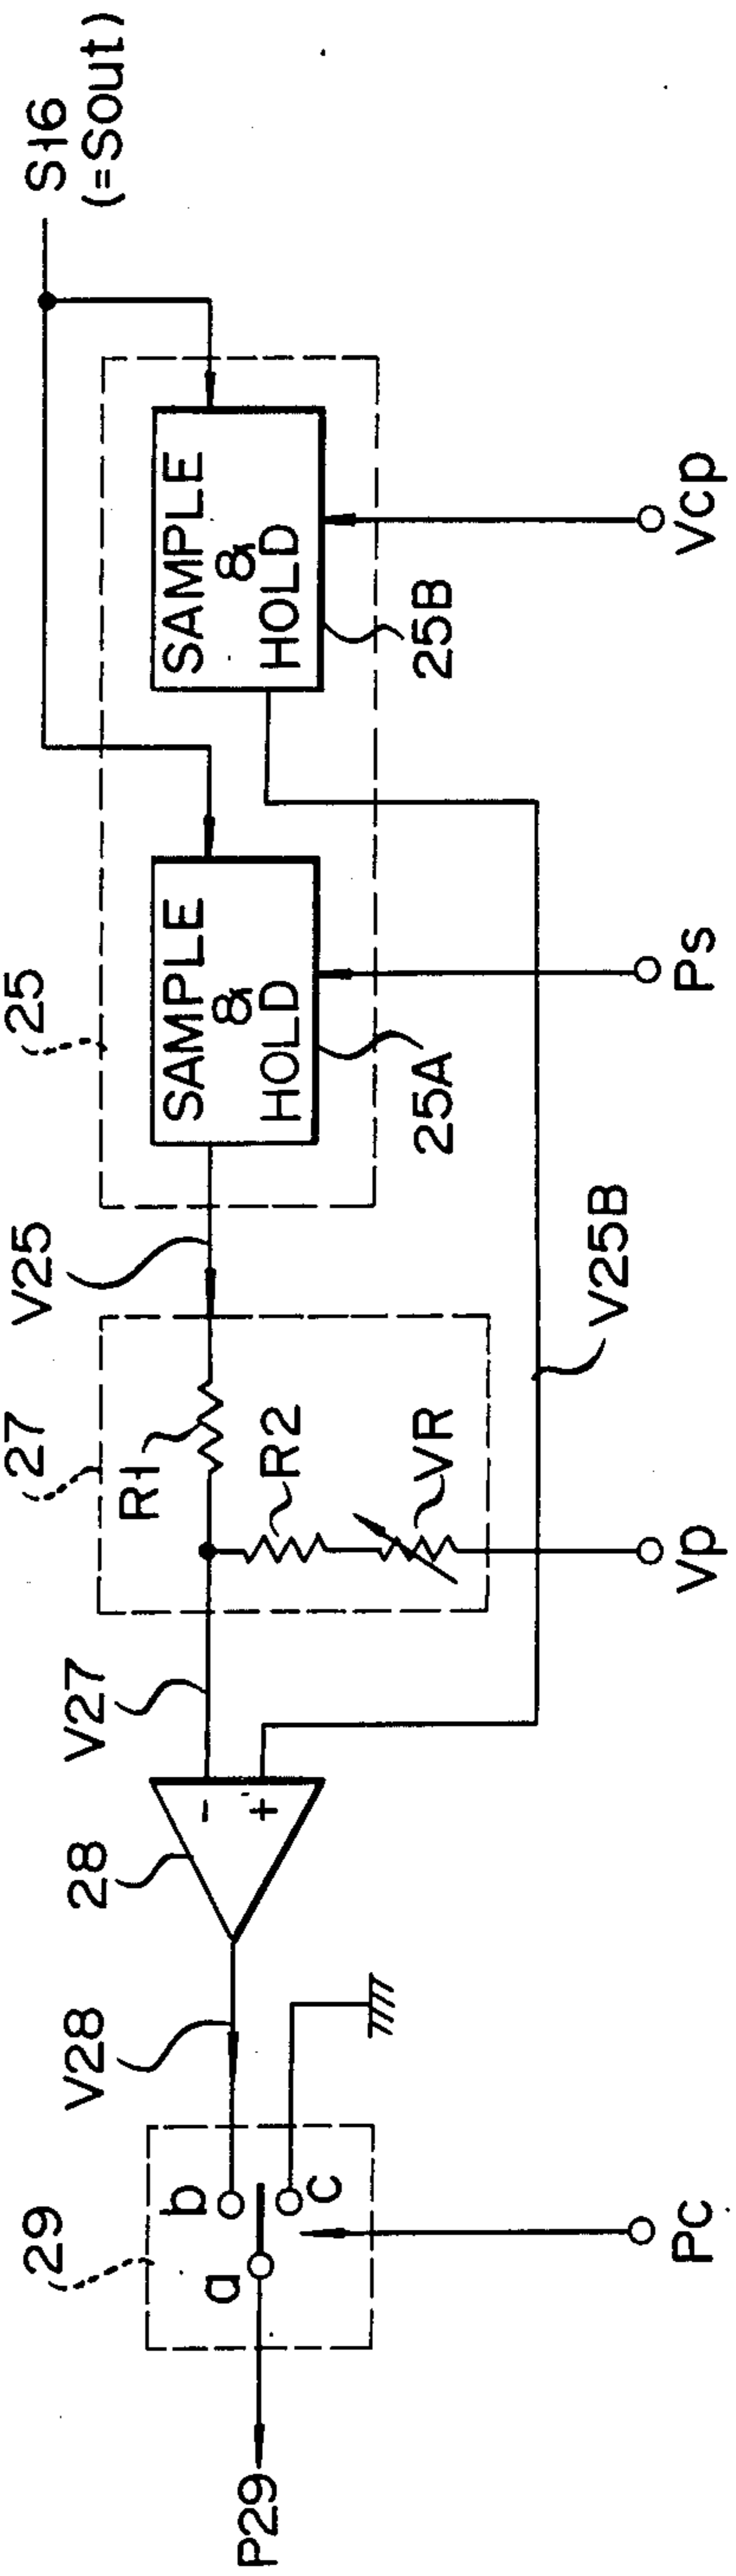 S16
(=Sout)
SAMPLE
&
HOLD
25B
Vcp
25
SAMPLE
&
HOLD
25A
Ps
V25
V25B
27
R1
R2
VR
Vp
V27
28
-
+
V28
29
b
a
c
Pc
P29